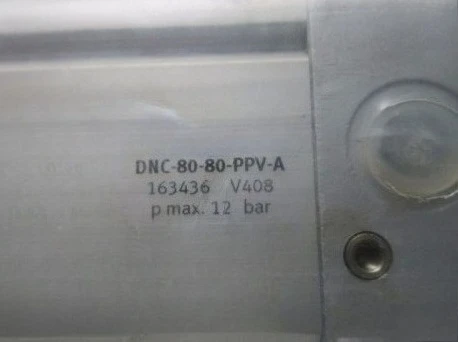 DNC-80-80-PPV-A
163436 V408
p max. 12 bar